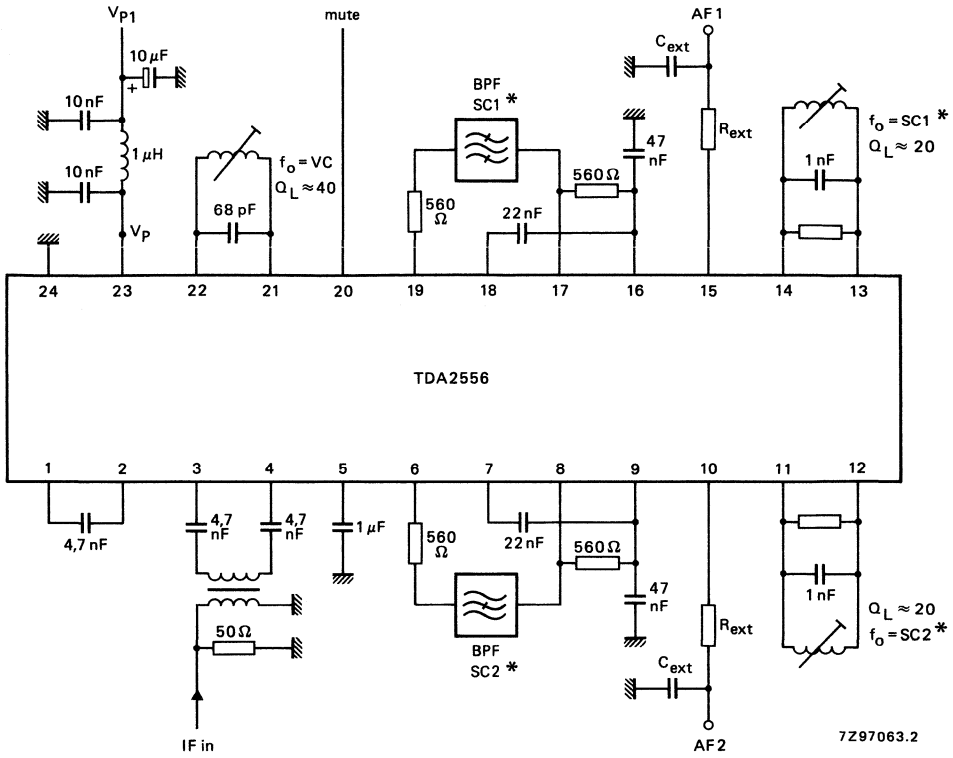 VP1
mute
AF1
10 µF
+
Cext
10 nF
BPF
SC1 *
Rext
fo = SC1 *
QL ≈ 20
1 µH
fo = VC
QL ≈ 40
47
nF
1 nF
10 nF
560 Ω
68 pF
560
Ω
22 nF
VP
24 23 22 21 20 19 18 17 16 15 14 13
TDA2556
1 2 3 4 5 6 7 8 9 10 11 12
4,7 nF
4,7
nF
4,7
nF
1 µF
560
Ω
22 nF
560 Ω
1 nF
47
nF
50 Ω
BPF
SC2 *
Rext
QL ≈ 20
fo = SC2 *
Cext
IF in
AF2
7Z97063.2